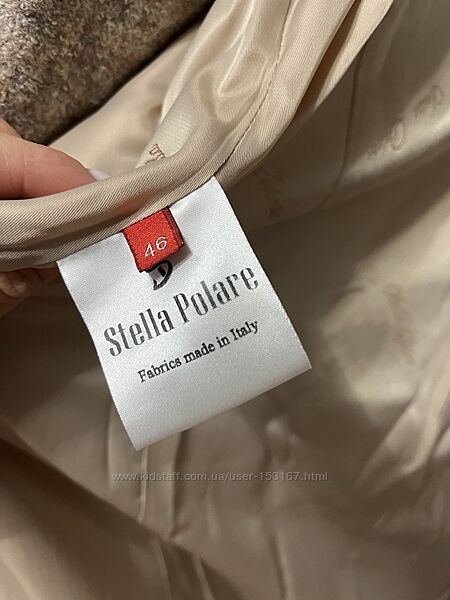 46
Stella Polare
Fabrics made in Italy
www.kidstaff.com.ua/user-153167.html